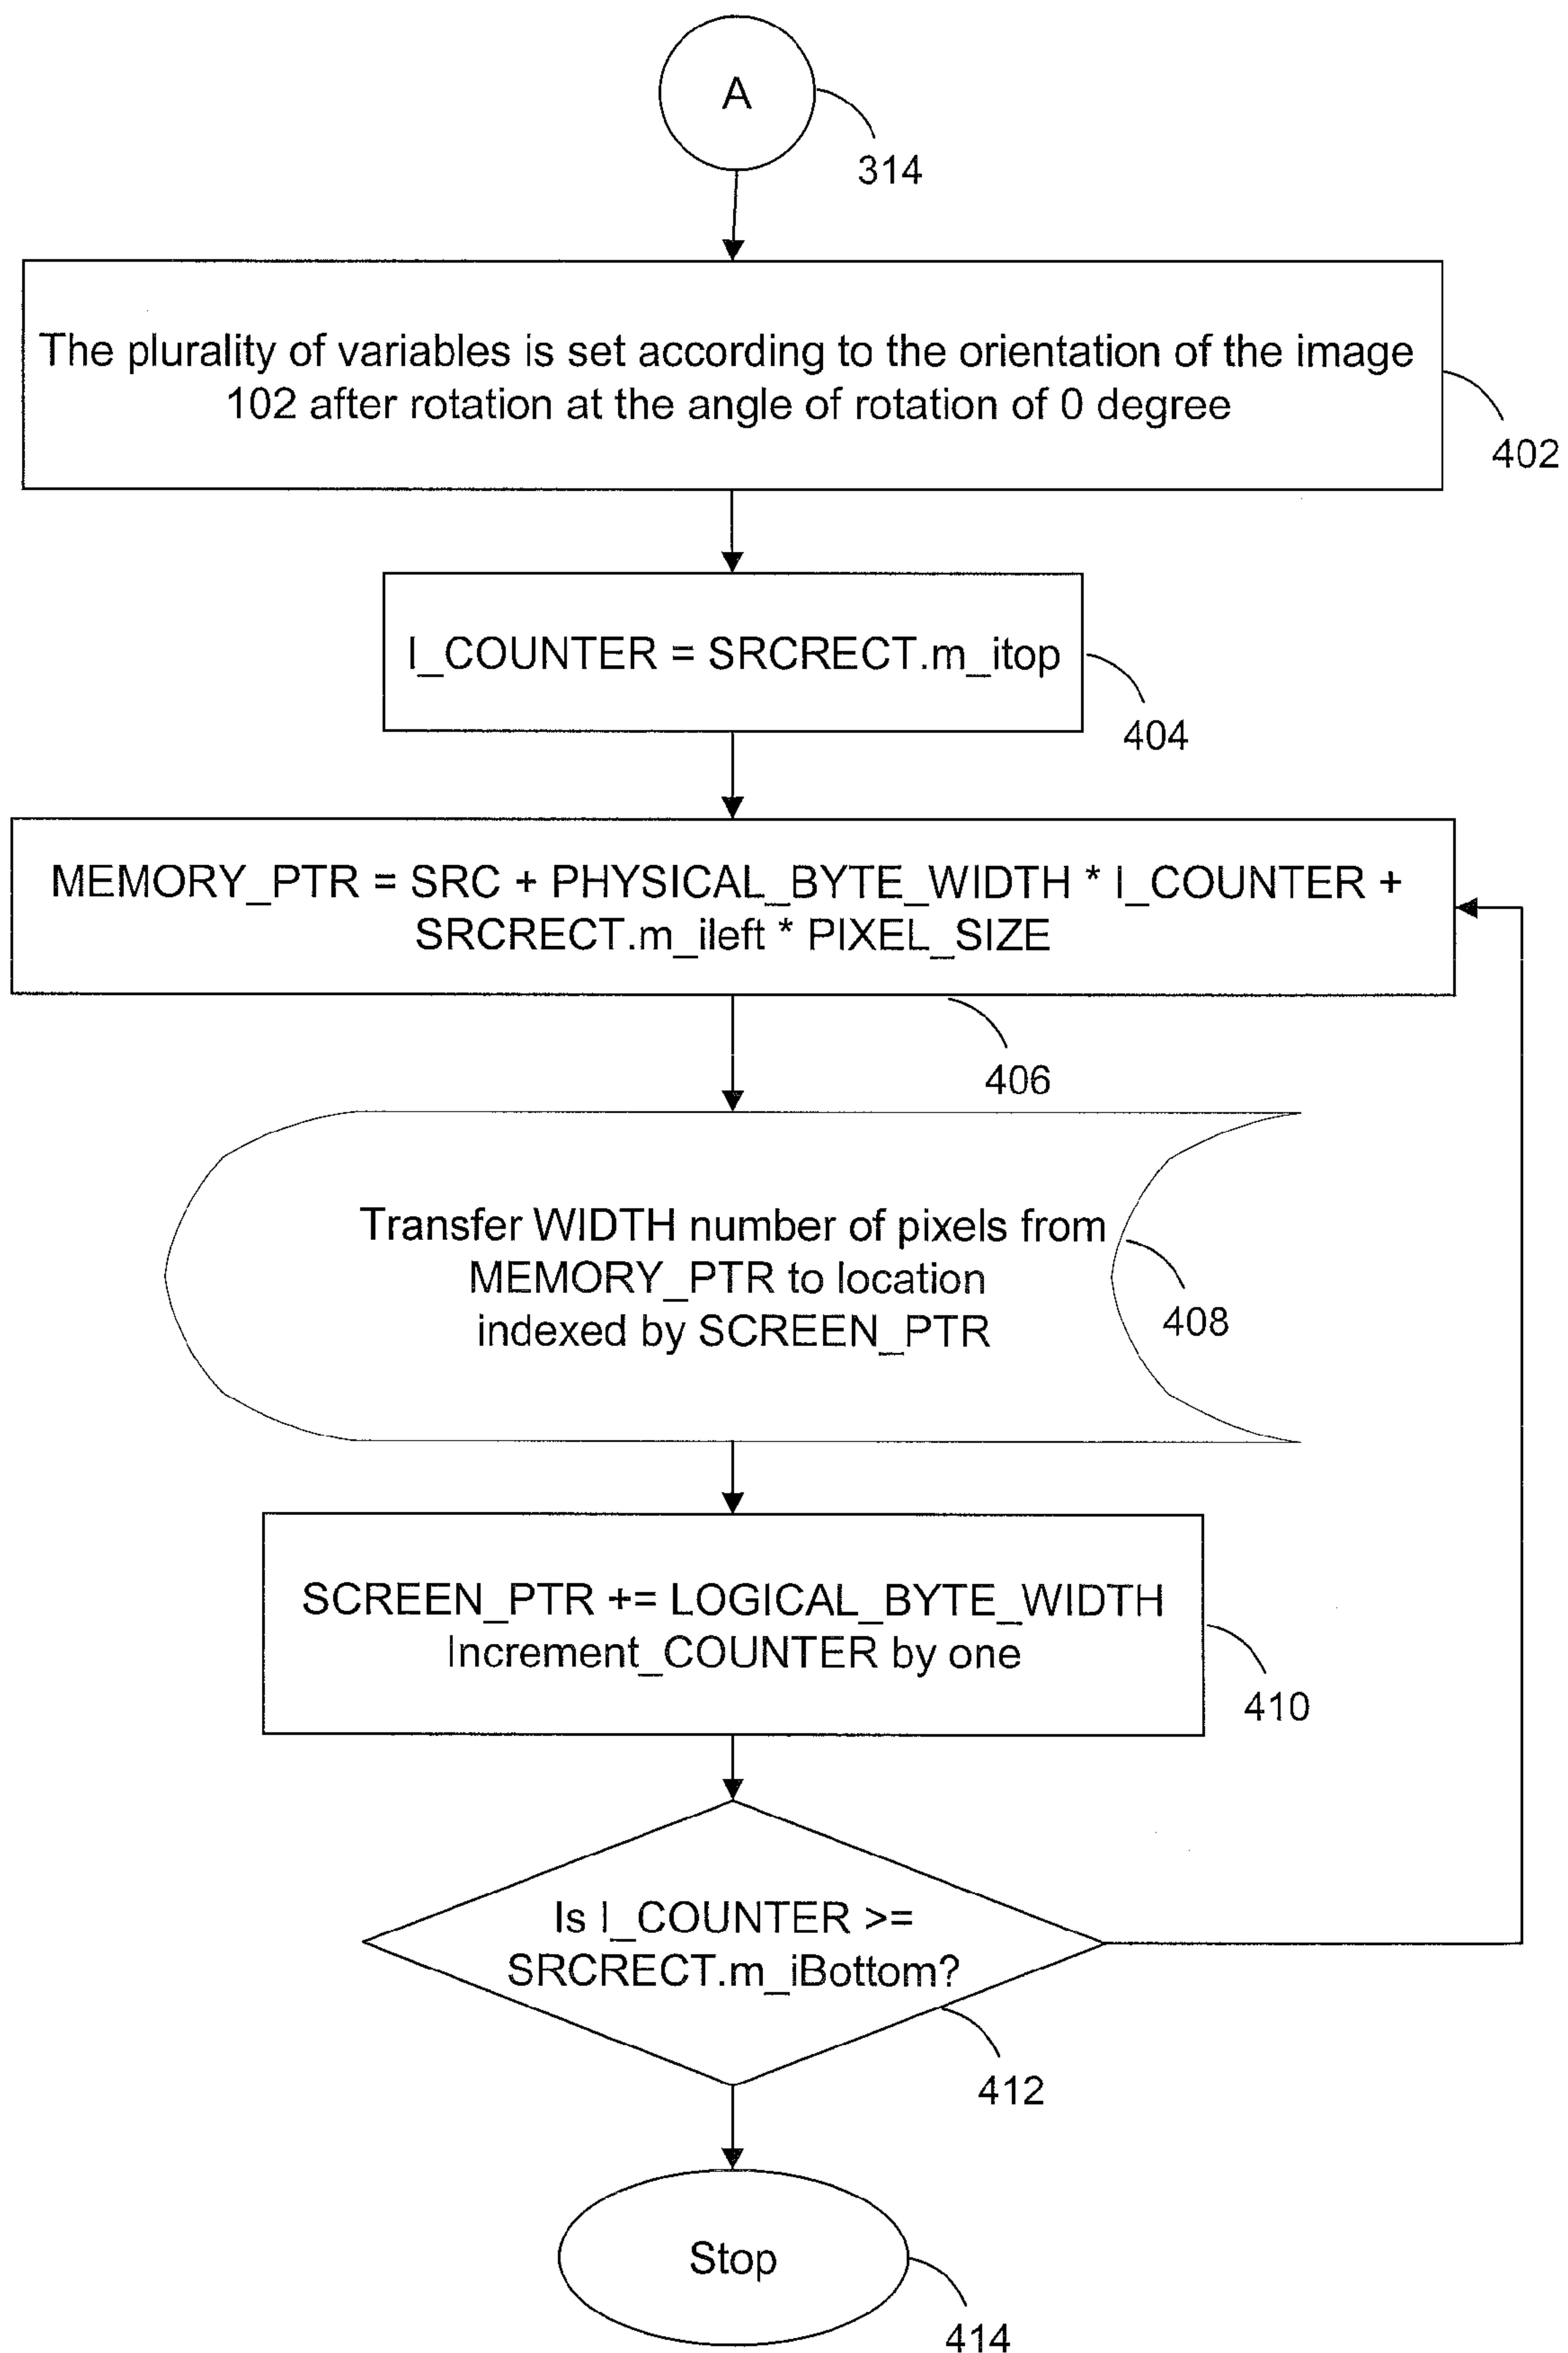 A
314
The plurality of variables is set according to the orientation of the image
102 after rotation at the angle of rotation of 0 degree
402
I_COUNTER = SRCRECT.m_itop
404
MEMORY_PTR = SRC + PHYSICAL_BYTE_WIDTH * I_COUNTER +
SRCRECT.m_ileft * PIXEL_SIZE
406
Transfer WIDTH number of pixels from
MEMORY_PTR to location
indexed by SCREEN_PTR
408
SCREEN_PTR += LOGICAL_BYTE_WIDTH
Increment_COUNTER by one
410
Is I_COUNTER >=
SRCRECT.m_iBottom?
412
Stop
414